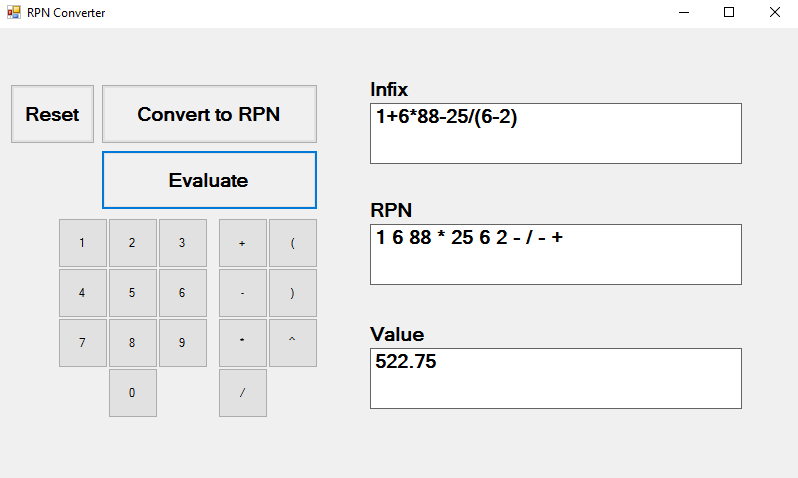 RPN Converter
Reset
Convert to RPN
Evaluate
1 2 3 + (
4 5 6 - )
7 8 9 * ^
0 /
Infix
1+6*88-25/(6-2)
RPN
1 6 88 * 25 6 2 - / - +
Value
522.75